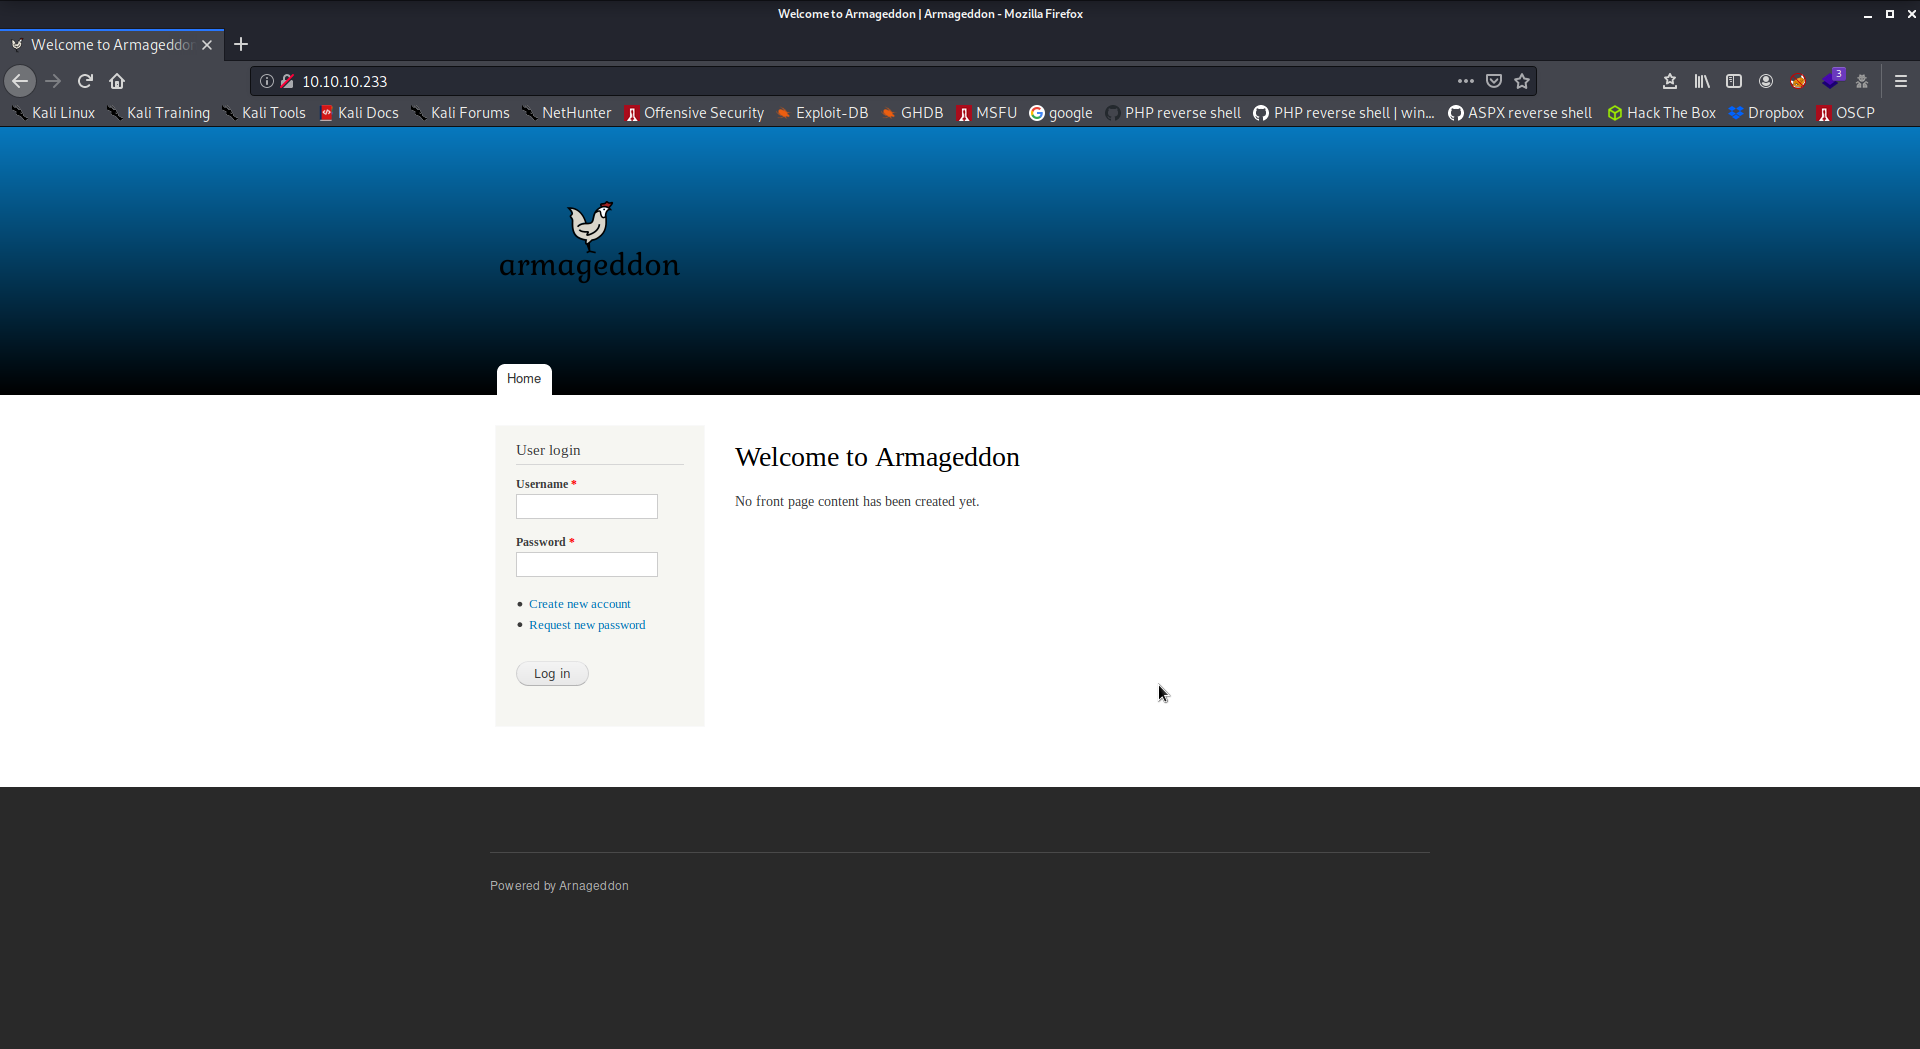 Welcome to Armageddon | Armageddon - Mozilla Firefox
Welcome to Armageddo
10.10.10.233
3
Kali Linux Kali Training Kali Tools Kali Docs Kali Forums NetHunter Offensive Security Exploit-DB GHDB MSFU google PHP reverse shell PHP reverse shell | win... ASPX reverse shell Hack The Box Dropbox OSCP
armageddon
Home
User login
Username *
Password *
Create new account
Request new password
Log in
Welcome to Armageddon
No front page content has been created yet.
Powered by Arnageddon